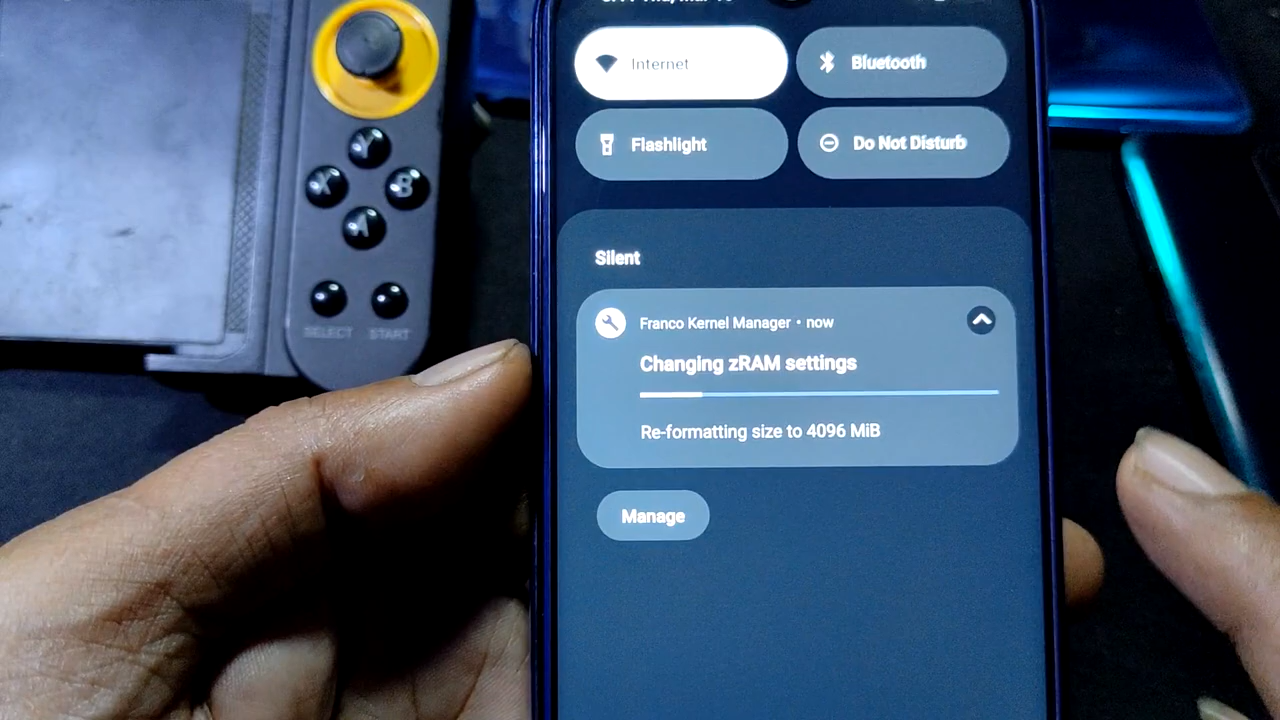 Internet
Bluetooth
Flashlight
Do Not Disturb
Silent
Franco Kernel Manager • now
Changing zRAM settings
Re-formatting size to 4096 MiB
Manage
Y
X
B
A
SELECT
START